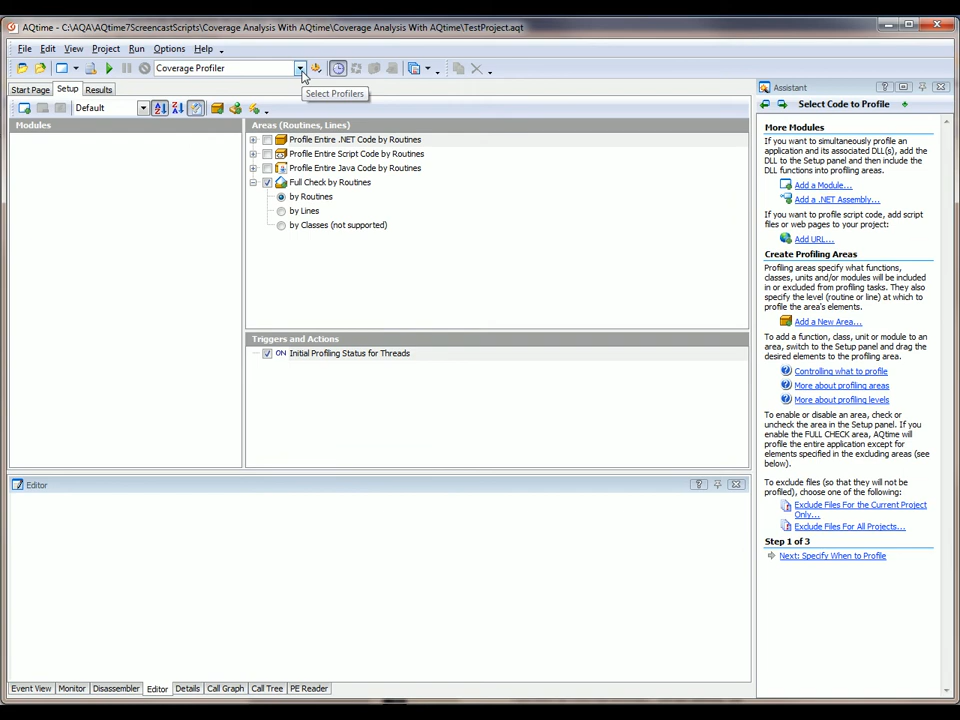 AQtime - C:\AQA\AQtime7ScreencastScripts\Coverage Analysis With AQtime\Coverage Analysis With AQtime\TestProject.aqt
File Edit View Project Run Tools Help
Coverage Profiler
Select Profilers
Start Page Setup Results
Default
Modules
Areas (Routines, Lines)
Profile Entire .NET Code by Routines
Profile Entire Script Code by Routines
Profile Entire Java Code by Routines
Full Check by Routines
by Routines
by Lines
by Classes (not supported)
Triggers and Actions
ON Initial Profiling Status for Threads
Editor
Event View Monitor Disassembler Editor Details Call Graph Call Tree PE Reader
Assistant
Select Code to Profile
More Modules
If you want to simultaneously profile an
application and its associated DLL(s), add the
DLL to the Setup panel and then include the
DLL functions into profiling areas.
Add a Module...
Add a .NET Assembly...
If you want to profile script code, add script
files or web pages to your project:
Add URL...
Create Profiling Areas
Profiling areas specify what functions,
classes, units and/or modules will be included
in or excluded from profiling tasks. They also
specify the level (routine or line) at which to
profile the area's elements.
Add a New Area...
To add a function, class, unit or module to an
area, switch to the Setup panel and drag the
desired elements to the profiling area.
Controlling what to profile
More about profiling areas
More about profiling levels
To enable or disable an area, check or
uncheck the area in the Setup panel. If you
enable the FULL CHECK area, AQtime will
profile the entire application except for
elements specified in the excluding areas (see
below).
To exclude files (so that they will not be
profiled), choose one of the following:
Exclude Files For the Current Project
Only...
Exclude Files For All Projects...
Step 1 of 3
Next: Specify When to Profile